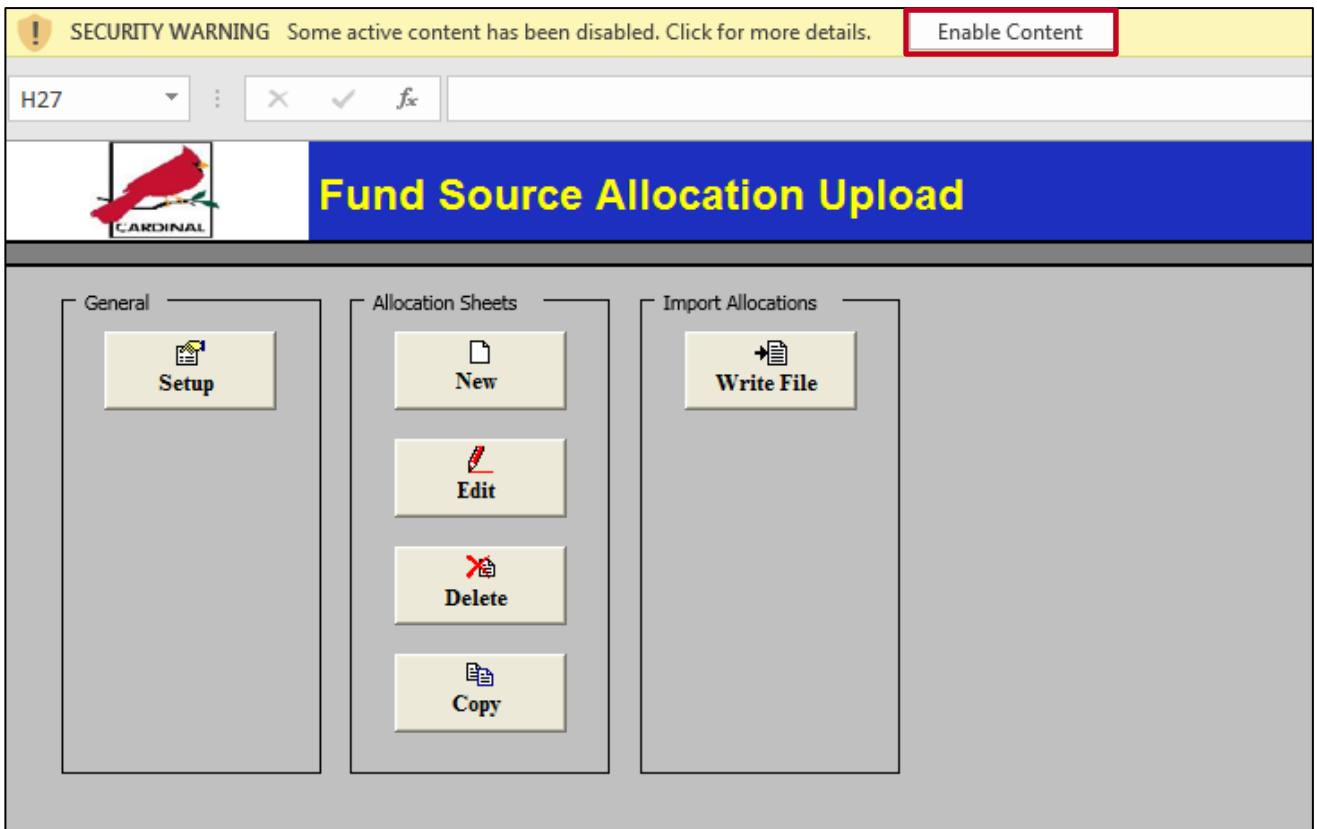 SECURITY WARNING Some active content has been disabled. Click for more details. Enable Content
H27 fx
CARDINAL
Fund Source Allocation Upload
General Allocation Sheets Import Allocations
Setup New Write File
Edit
Delete
Copy